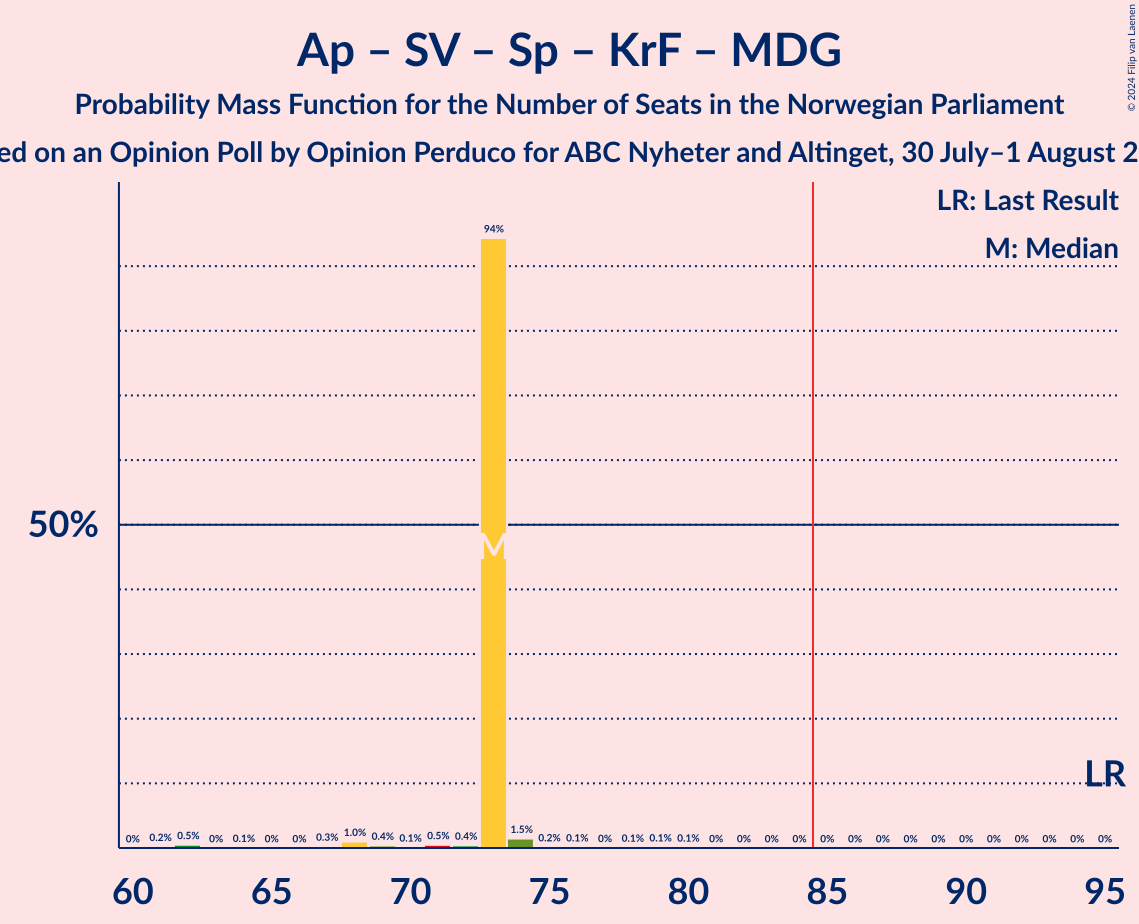 Ap – SV – Sp – KrF – MDG
Probability Mass Function for the Number of Seats in the Norwegian Parliament
ed on an Opinion Poll by Opinion Perduco for ABC Nyheter and Altinget, 30 July–1 August 2
© 2024 Filip van Laenen
LR: Last Result
M: Median
94%
50%
M
LR
0% 0.2% 0.5% 0% 0.1% 0% 0% 0.3% 1.0% 0.4% 0.1% 0.5% 0.4% 1.5% 0.2% 0.1% 0% 0.1% 0.1% 0.1% 0% 0% 0% 0% 0% 0% 0% 0% 0% 0% 0% 0% 0% 0% 0%
60 65 70 75 80 85 90 95